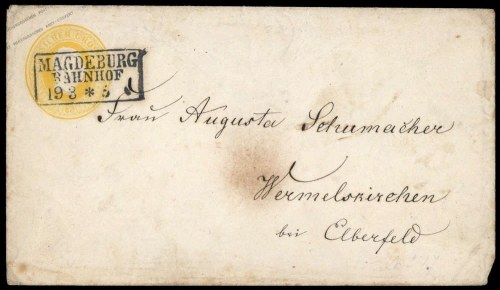 MAGDEBURG
BAHNHOF
19 3 * 5
Frau Augusta Schumacher
Wermelskirchen
bei Elberfeld